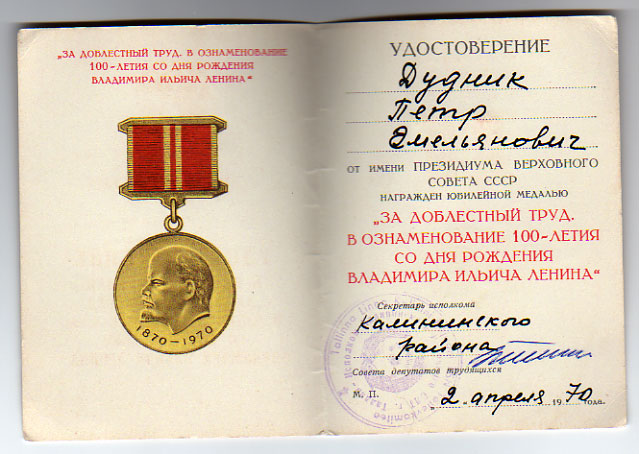 „ЗА ДОБЛЕСТНЫЙ ТРУД. В ОЗНАМЕНОВАНИЕ
100-ЛЕТИЯ СО ДНЯ РОЖДЕНИЯ
ВЛАДИМИРА ИЛЬИЧА ЛЕНИНА“
1870–1970
УДОСТОВЕРЕНИЕ
Дудник
Петр
Эмельянович
ОТ ИМЕНИ ПРЕЗИДИУМА ВЕРХОВНОГО
СОВЕТА СССР
НАГРАЖДЕН ЮБИЛЕЙНОЙ МЕДАЛЬЮ
„ЗА ДОБЛЕСТНЫЙ ТРУД.
В ОЗНАМЕНОВАНИЕ 100-ЛЕТИЯ
СО ДНЯ РОЖДЕНИЯ
ВЛАДИМИРА ИЛЬИЧА ЛЕНИНА“
Секретарь исполкома
Калининского
района
Совета депутатов трудящихся
М. П. „2“ апреля 1970 года.